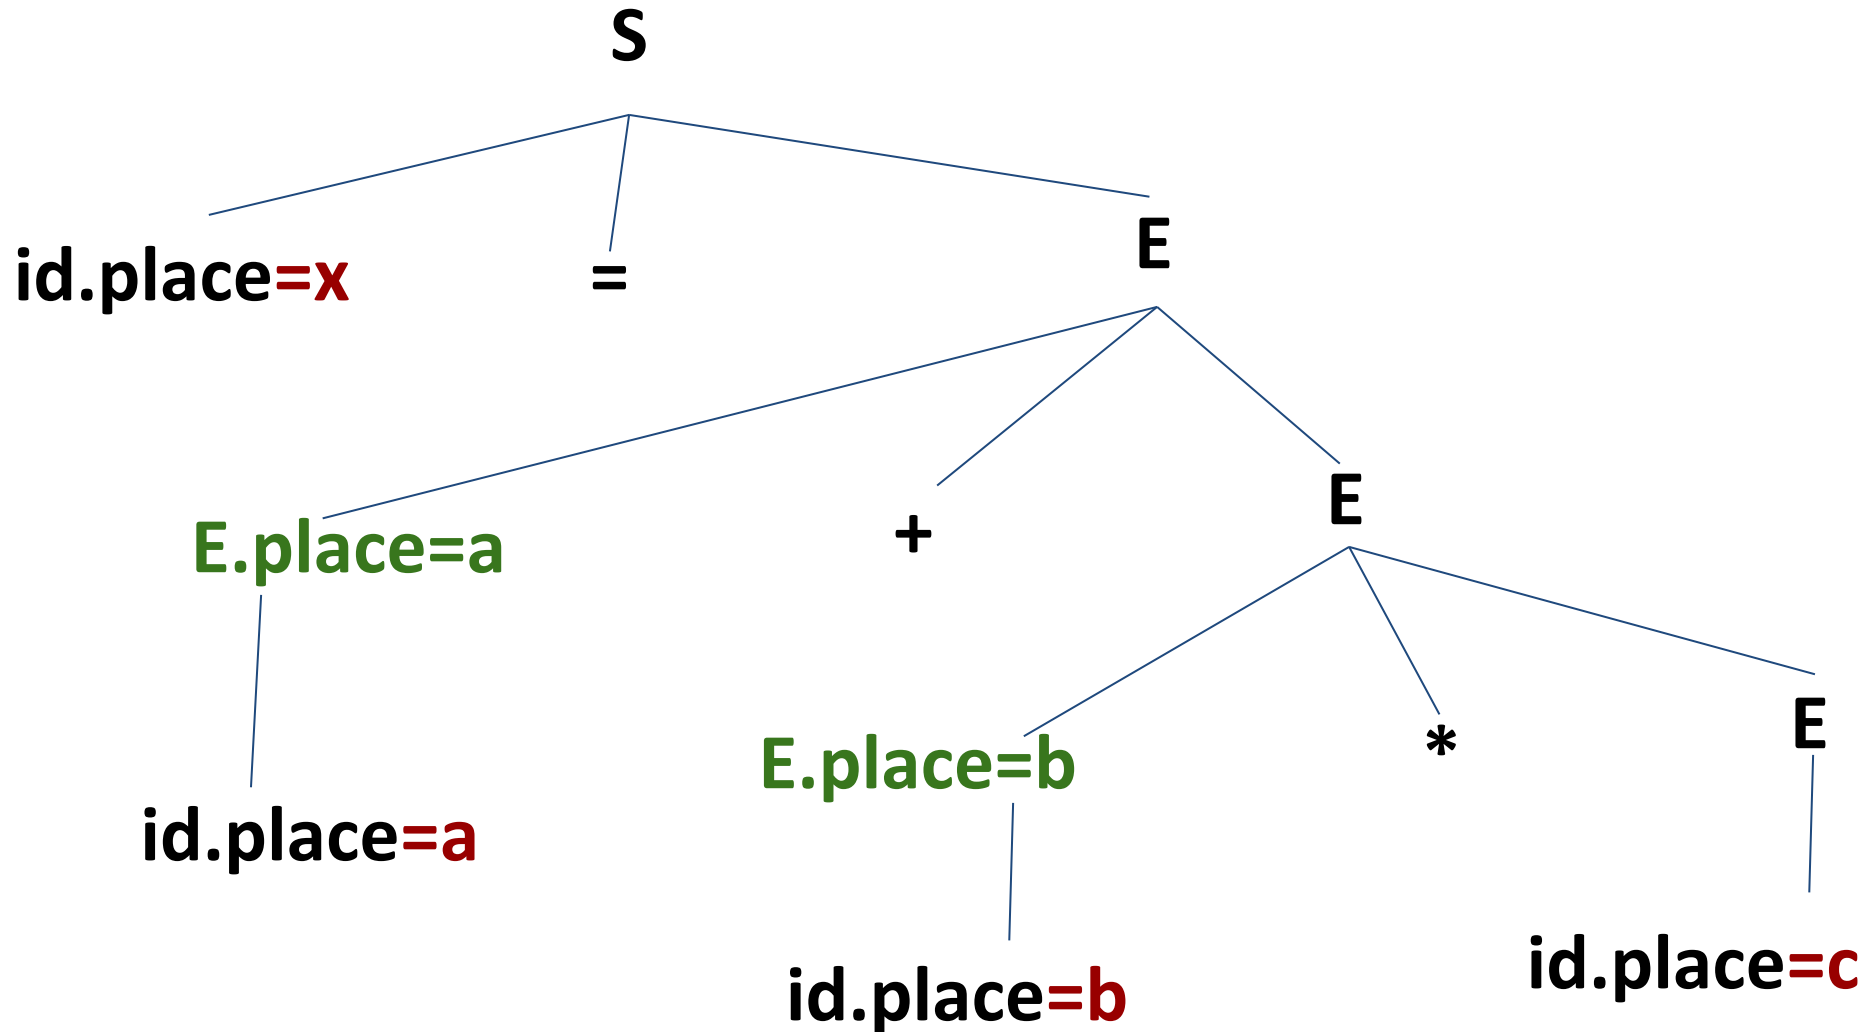 S
id.place=x
=
E
E.place=a
+
E
E.place=b
*
E
id.place=a
id.place=b
id.place=c